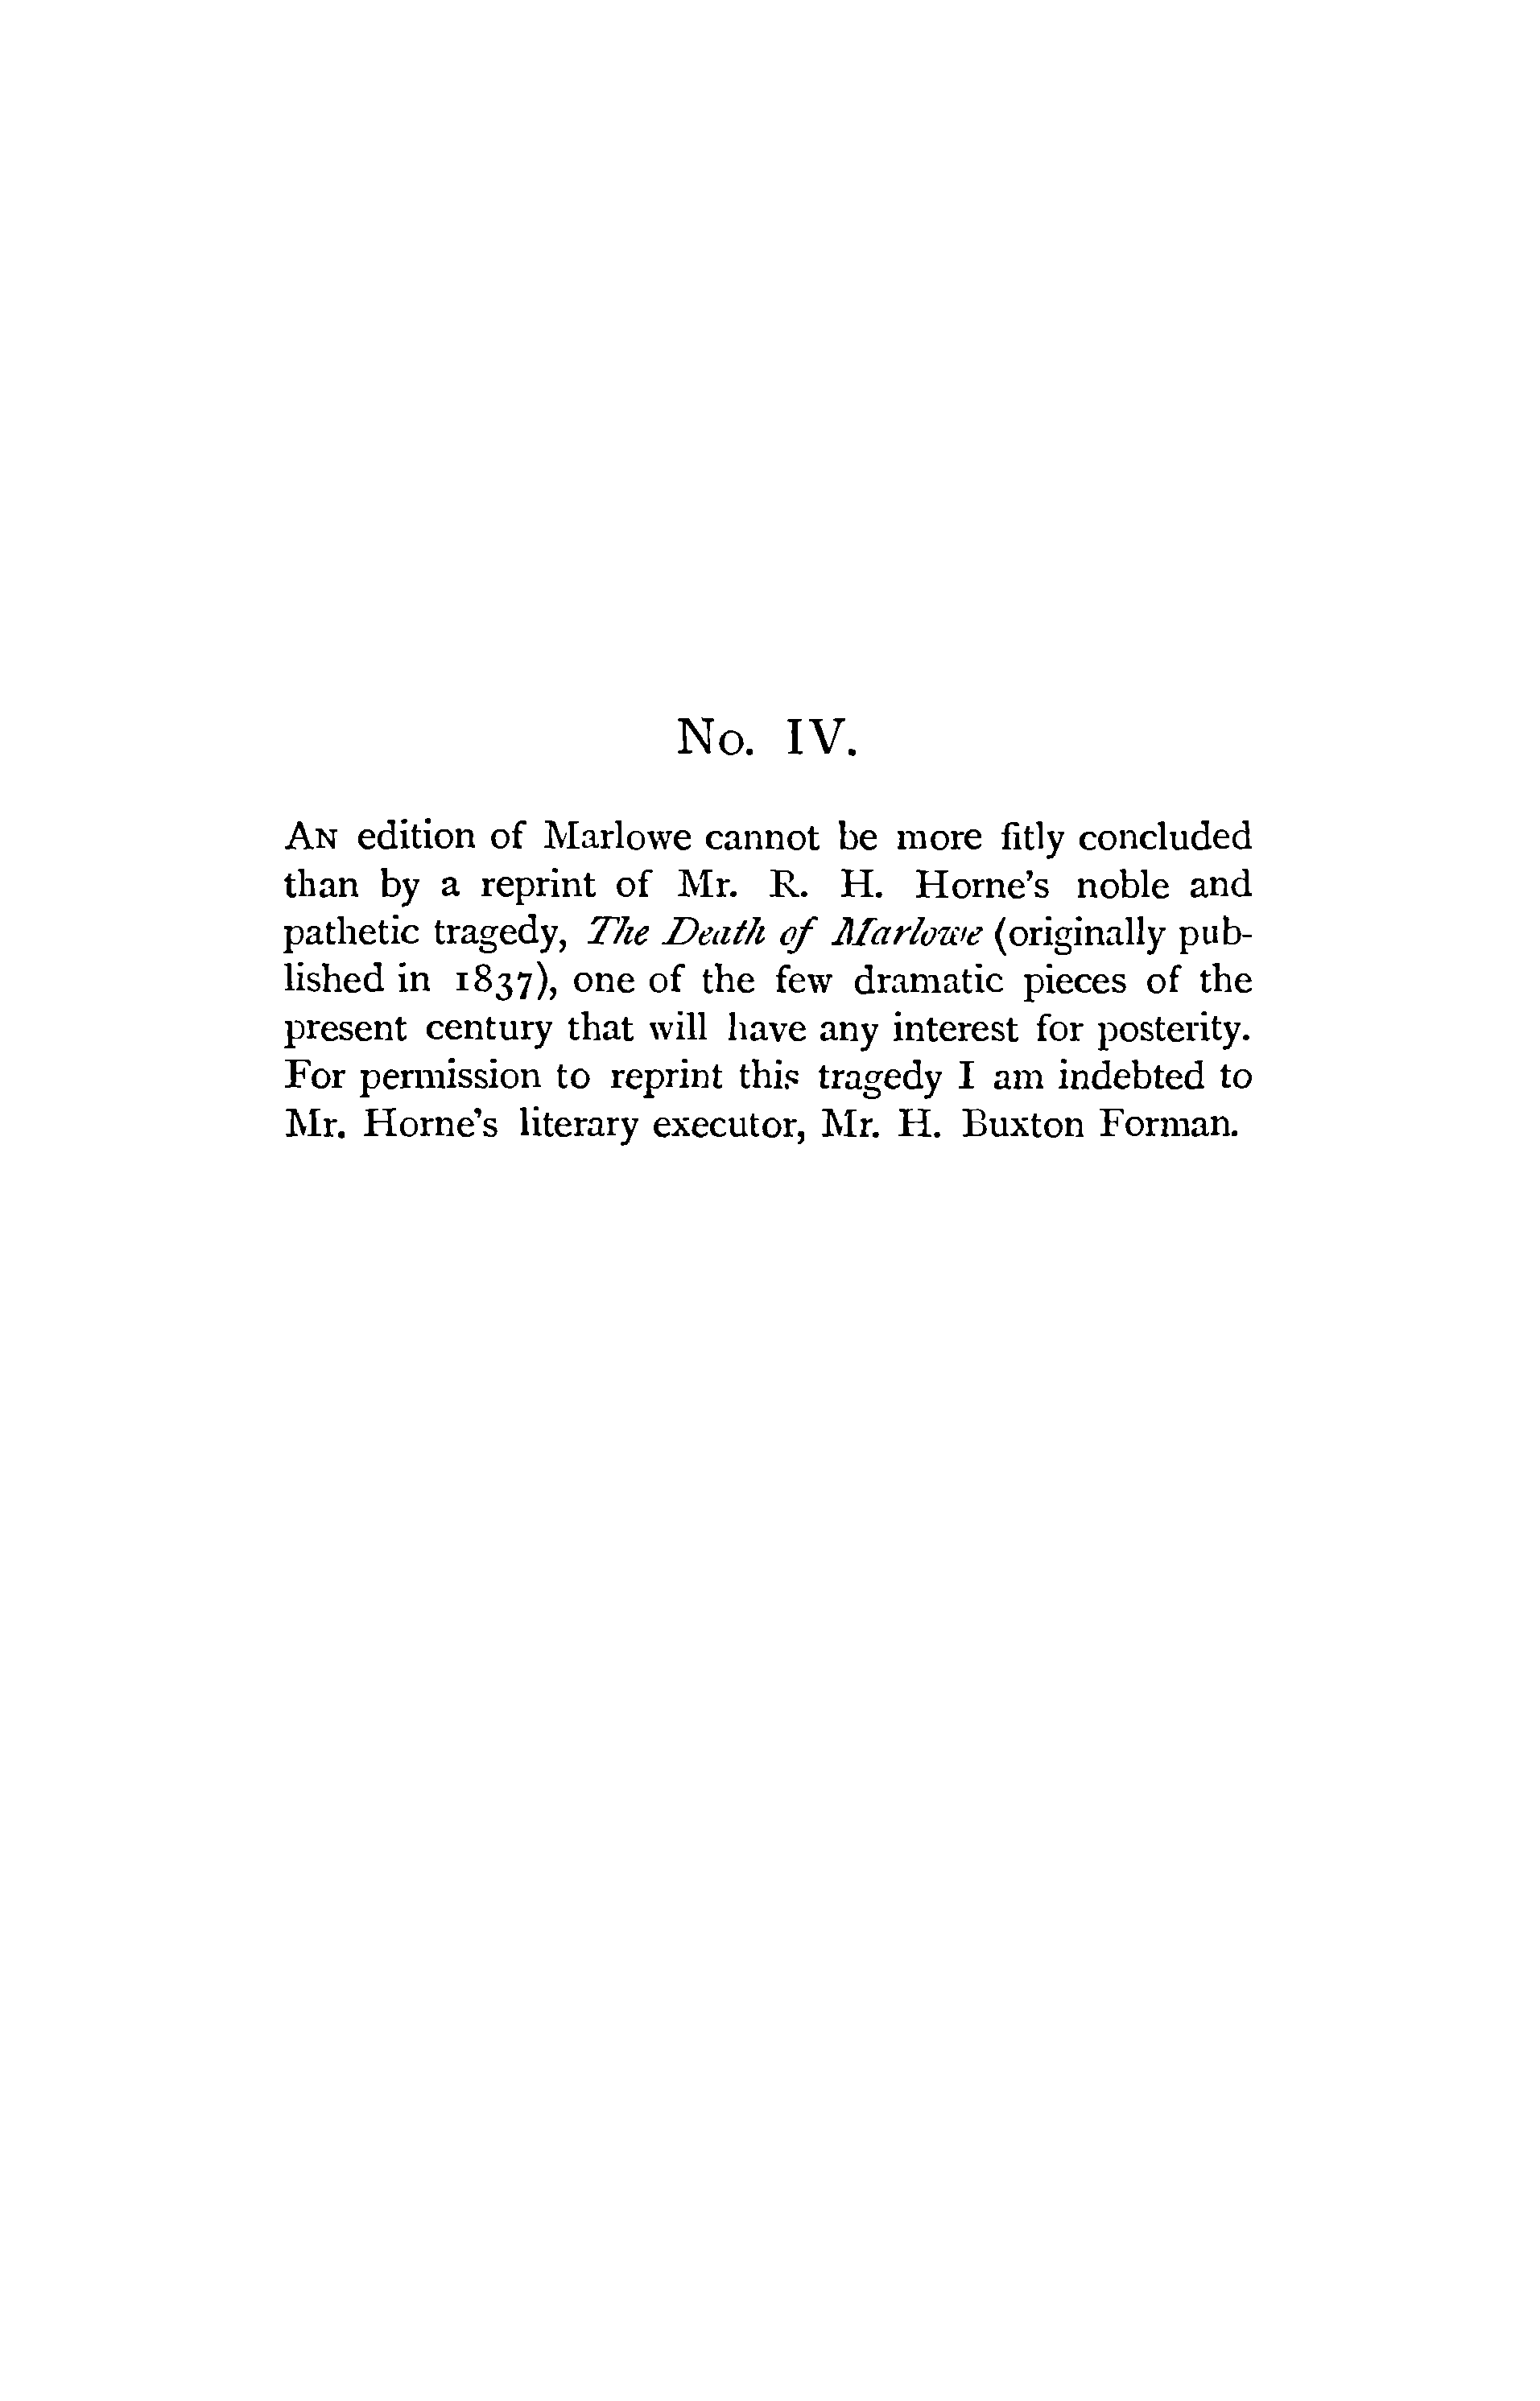 No. IV.
An edition of Marlowe cannot be more fitly concluded
than by a reprint of Mr. R. H. Horne's noble and
pathetic tragedy, The Death of Marlowe (originally pub-
lished in 1837), one of the few dramatic pieces of the
present century that will have any interest for posterity.
For permission to reprint this tragedy I am indebted to
Mr. Horne's literary executor, Mr. H. Buxton Forman.